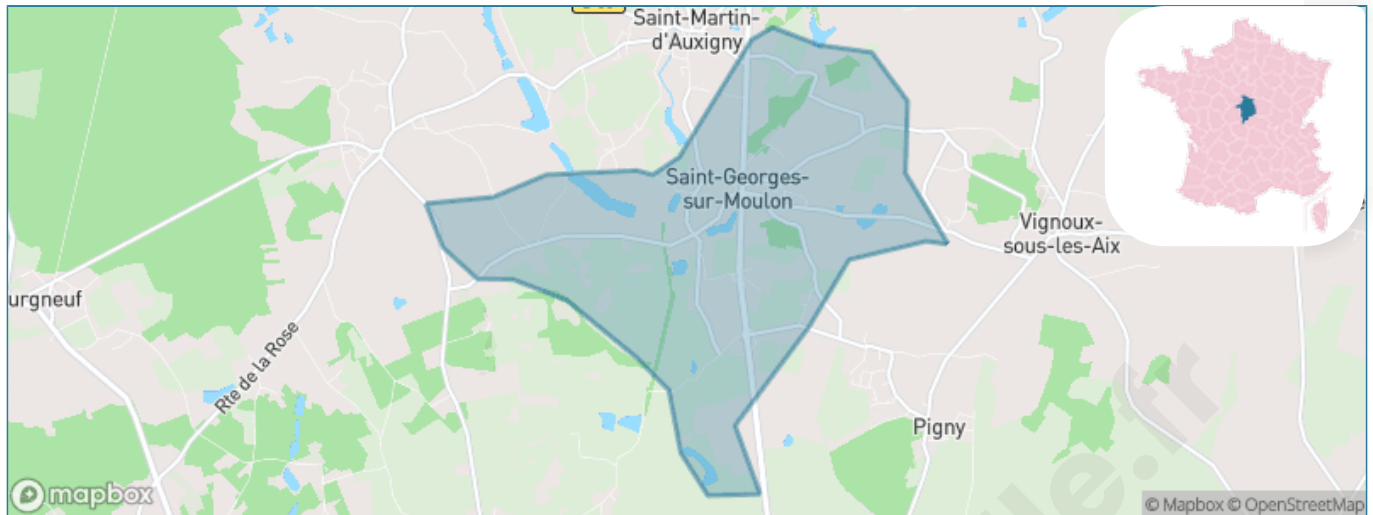 Saint-Martin-
d'Auxigny
Saint-Georges-
sur-Moulon
Vignoux-
sous-les-Aix
urgneuf
Rte de la Rose
Pigny
mapbox
© Mapbox © OpenStreetMap